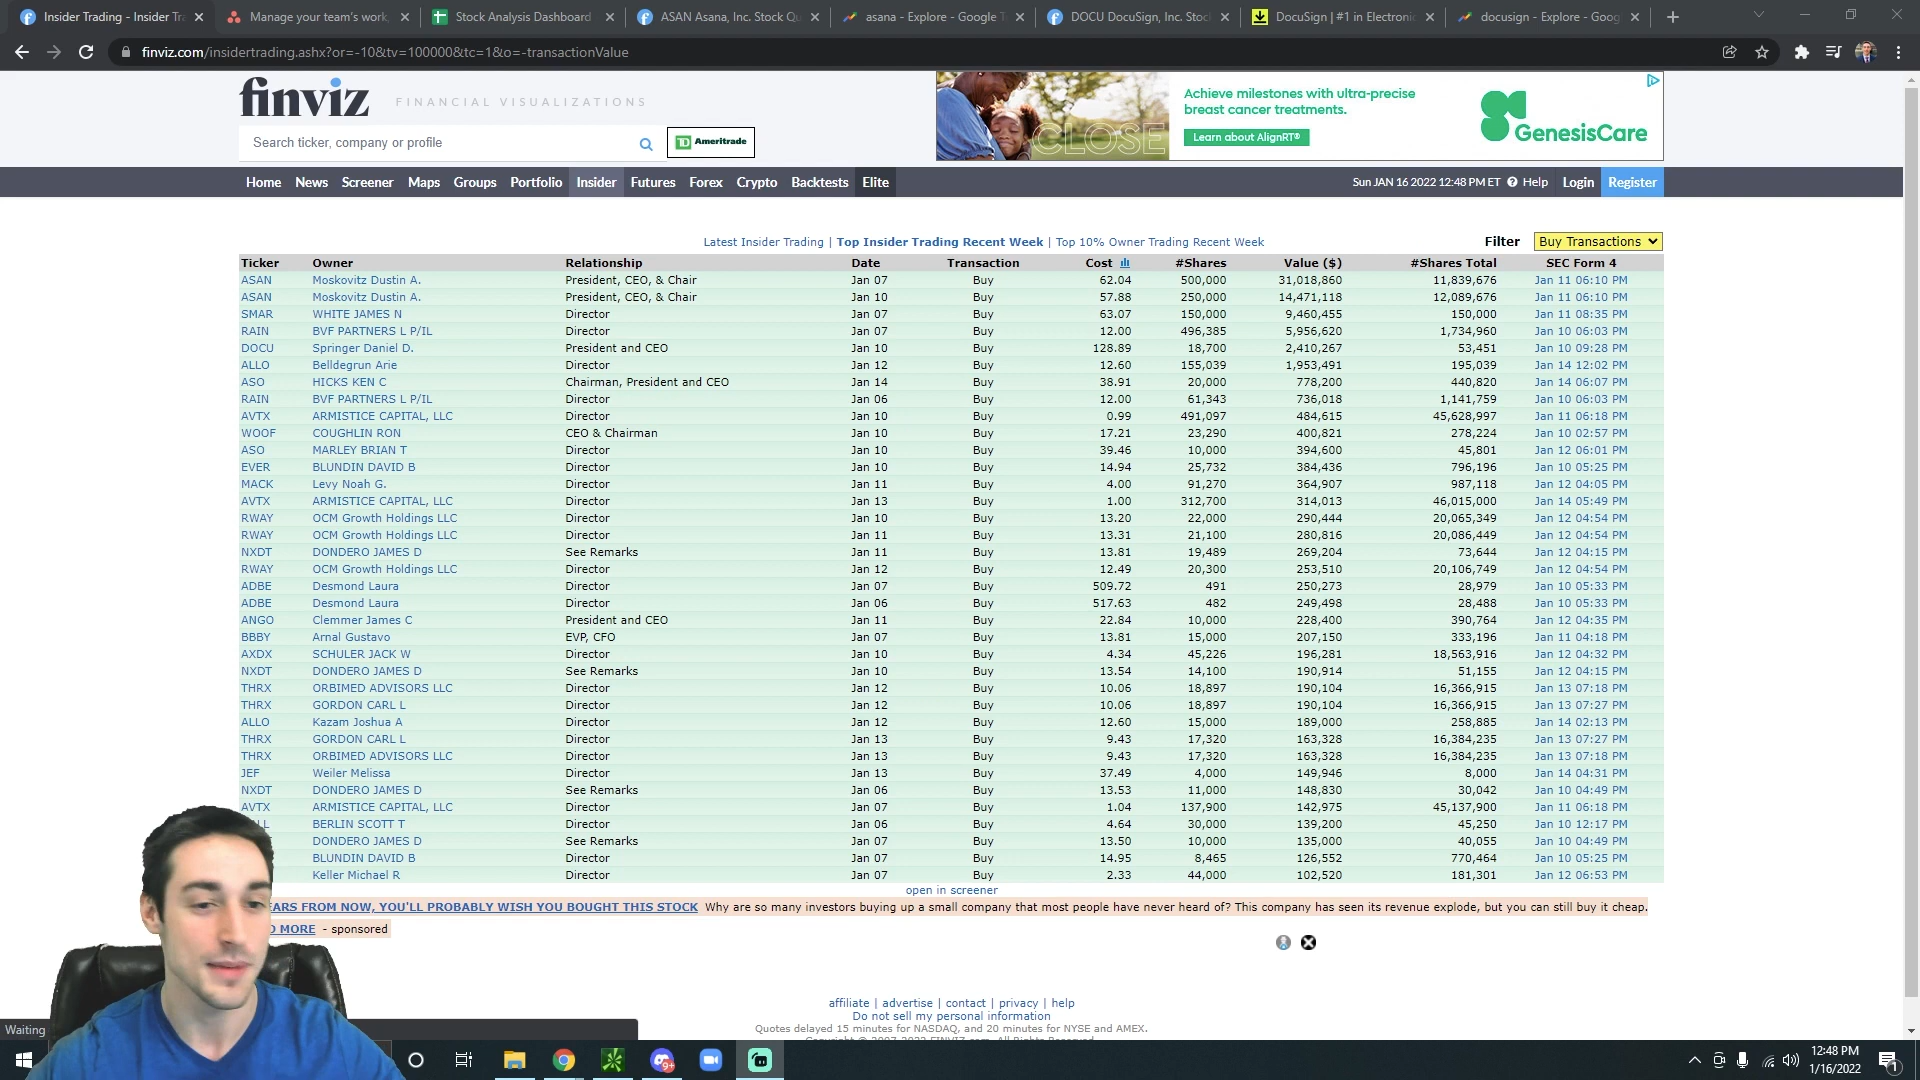 Insider Trading - Insider Tra
Manage your team's work,
Stock Analysis Dashboard
ASAN Asana, Inc. Stock Qu
asana - Explore - Google T
DOCU DocuSign, Inc. Stoc
DocuSign | #1 in Electronic
docusign - Explore - Goog
finviz.com/insidertrading.ashx?or=-10&tv=100000&tc=1&o=-transactionValue
finviz FINANCIAL VISUALIZATIONS
Search ticker, company or profile
TD Ameritrade
Achieve milestones with ultra-precise
breast cancer treatments.
Learn about AlignRT®
GenesisCare
CLOSE
Home News Screener Maps Groups Portfolio Insider Futures Forex Crypto Backtests Elite
Sun JAN 16 2022 12:48 PM ET Help Login Register
Latest Insider Trading | Top Insider Trading Recent Week | Top 10% Owner Trading Recent Week
Filter Buy Transactions
Ticker Owner Relationship Date Transaction Cost #Shares Value ($) #Shares Total SEC Form 4
ASAN Moskovitz Dustin A. President, CEO, & Chair Jan 07 Buy 62.04 500,000 31,018,860 11,839,676 Jan 11 06:10 PM
ASAN Moskovitz Dustin A. President, CEO, & Chair Jan 10 Buy 57.88 250,000 14,471,118 12,089,676 Jan 11 06:10 PM
SMAR WHITE JAMES N Director Jan 07 Buy 63.07 150,000 9,460,455 150,000 Jan 11 08:35 PM
RAIN BVF PARTNERS L P/IL Director Jan 07 Buy 12.00 496,385 5,956,620 1,734,960 Jan 10 06:03 PM
DOCU Springer Daniel D. President and CEO Jan 10 Buy 128.89 18,700 2,410,267 53,451 Jan 10 09:28 PM
ALLO Belldegrun Arie Director Jan 12 Buy 12.60 155,039 1,953,491 195,039 Jan 14 12:02 PM
ASO HICKS KEN C Chairman, President and CEO Jan 14 Buy 38.91 20,000 778,200 440,820 Jan 14 06:07 PM
RAIN BVF PARTNERS L P/IL Director Jan 06 Buy 12.00 61,343 736,018 1,141,759 Jan 10 06:03 PM
AVTX ARMISTICE CAPITAL, LLC Director Jan 10 Buy 0.99 491,097 484,615 45,628,997 Jan 11 06:18 PM
WOOF COUGHLIN RON CEO & Chairman Jan 10 Buy 17.21 23,290 400,821 278,224 Jan 10 02:57 PM
ASO MARLEY BRIAN T Director Jan 10 Buy 39.46 10,000 394,600 45,801 Jan 12 06:01 PM
EVER BLUNDIN DAVID B Director Jan 10 Buy 14.94 25,732 384,436 796,196 Jan 10 05:25 PM
MACK Levy Noah G. Director Jan 11 Buy 4.00 91,270 364,907 987,118 Jan 12 04:05 PM
AVTX ARMISTICE CAPITAL, LLC Director Jan 13 Buy 1.00 312,700 314,013 46,015,000 Jan 14 05:49 PM
RWAY OCM Growth Holdings LLC Director Jan 10 Buy 13.20 22,000 290,444 20,065,349 Jan 12 04:54 PM
RWAY OCM Growth Holdings LLC Director Jan 11 Buy 13.31 21,100 280,816 20,086,449 Jan 12 04:54 PM
NXDT DONDERO JAMES D See Remarks Jan 11 Buy 13.81 19,489 269,204 73,644 Jan 12 04:15 PM
RWAY OCM Growth Holdings LLC Director Jan 12 Buy 12.49 20,300 253,510 20,106,749 Jan 12 04:54 PM
ADBE Desmond Laura Director Jan 07 Buy 509.72 491 250,273 28,979 Jan 10 05:33 PM
ADBE Desmond Laura Director Jan 06 Buy 517.63 482 249,498 28,488 Jan 10 05:33 PM
ANGO Clemmer James C President and CEO Jan 11 Buy 22.84 10,000 228,400 390,764 Jan 12 04:35 PM
BBBY Arnal Gustavo EVP, CFO Jan 07 Buy 13.81 15,000 207,150 333,196 Jan 11 04:18 PM
AXDX SCHULER JACK W Director Jan 10 Buy 4.34 45,226 196,281 18,563,916 Jan 12 04:32 PM
NXDT DONDERO JAMES D See Remarks Jan 10 Buy 13.54 14,100 190,914 51,155 Jan 12 04:15 PM
THRX ORBIMED ADVISORS LLC Director Jan 12 Buy 10.06 18,897 190,104 16,366,915 Jan 13 07:18 PM
THRX GORDON CARL L Director Jan 12 Buy 10.06 18,897 190,104 16,366,915 Jan 13 07:27 PM
ALLO Kazam Joshua A Director Jan 12 Buy 12.60 15,000 189,000 258,885 Jan 14 02:13 PM
THRX GORDON CARL L Director Jan 13 Buy 9.43 17,320 163,328 16,384,235 Jan 13 07:27 PM
THRX ORBIMED ADVISORS LLC Director Jan 13 Buy 9.43 17,320 163,328 16,384,235 Jan 13 07:18 PM
JEF Weiler Melissa Director Jan 13 Buy 37.49 4,000 149,946 8,000 Jan 14 04:31 PM
NXDT DONDERO JAMES D See Remarks Jan 06 Buy 13.53 11,000 148,830 30,042 Jan 10 04:49 PM
AVTX ARMISTICE CAPITAL, LLC Director Jan 07 Buy 1.04 137,900 142,975 45,137,900 Jan 11 06:18 PM
BERLIN SCOTT T Director Jan 06 Buy 4.64 30,000 139,200 45,250 Jan 10 12:17 PM
DONDERO JAMES D See Remarks Jan 07 Buy 13.50 10,000 135,000 40,055 Jan 10 04:49 PM
BLUNDIN DAVID B Director Jan 07 Buy 14.95 8,465 126,552 770,464 Jan 10 05:25 PM
Keller Michael R Director Jan 07 Buy 2.33 44,000 102,520 181,301 Jan 12 06:53 PM
open in screener
EARS FROM NOW, YOU'LL PROBABLY WISH YOU BOUGHT THIS STOCK Why are so many investors buying up a small company that most people have never heard of? This company has seen its revenue explode, but you can still buy it cheap.
D MORE - sponsored
affiliate | advertise | contact | privacy | help
Do not sell my personal information
Quotes delayed 15 minutes for NASDAQ, and 20 minutes for NYSE and AMEX.
Waiting
9+
12:48 PM
1/16/2022
1